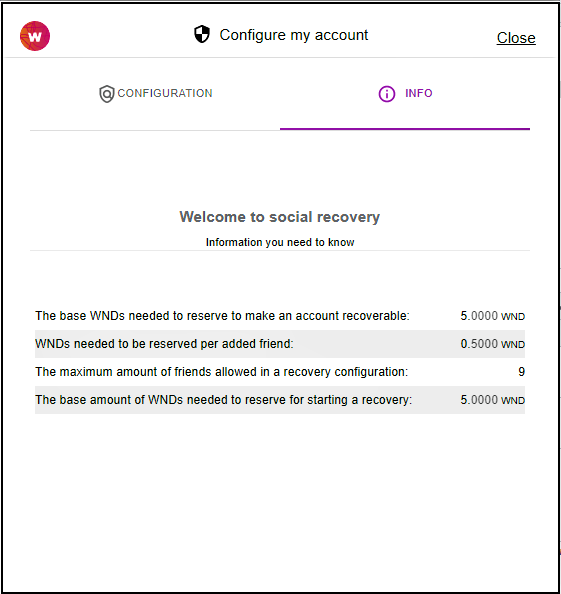 w
Configure my account
Close
CONFIGURATION
INFO
Welcome to social recovery
Information you need to know
The base WNDs needed to reserve to make an account recoverable: 5.0000 WND
WNDs needed to be reserved per added friend: 0.5000 WND
The maximum amount of friends allowed in a recovery configuration: 9
The base amount of WNDs needed to reserve for starting a recovery: 5.0000 WND